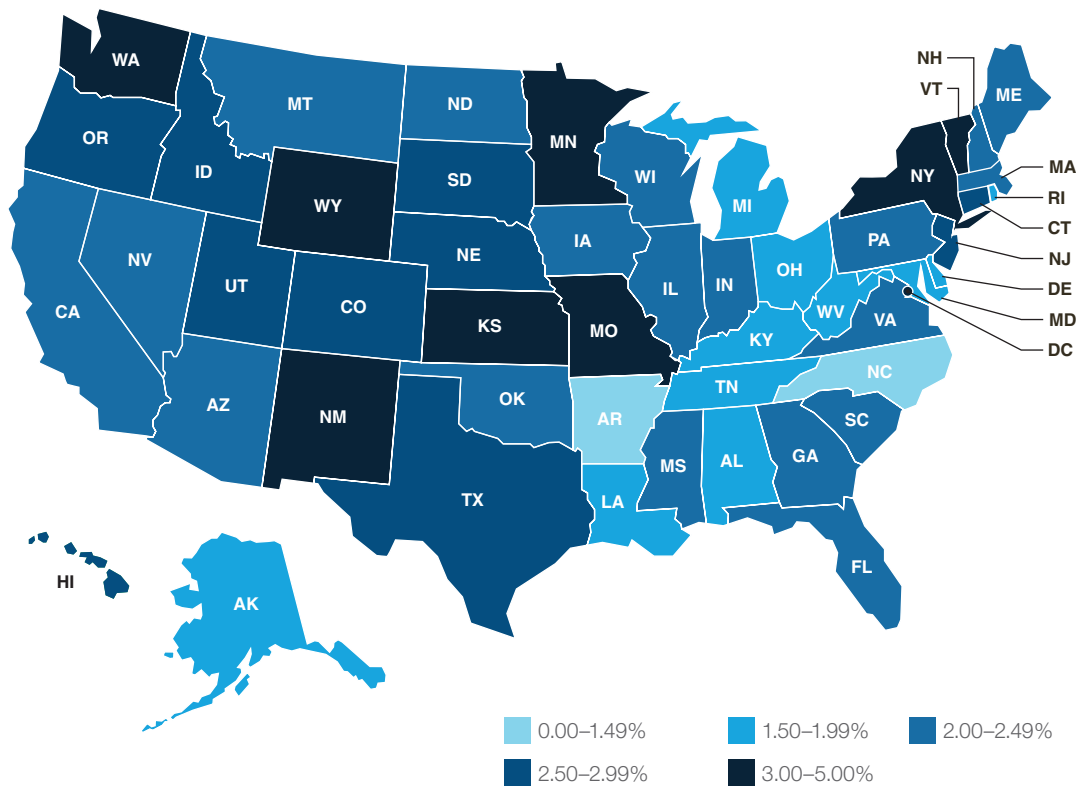 WA
NH
VT
ME
MT
ND
MN
OR
ID
SD
WI
NY
MA
RI
CT
WY
MI
NJ
IA
PA
NE
NV
UT
CO
IL
IN
OH
DE
CA
WV
MD
VA
KS
MO
KY
DC
NC
TN
AZ
NM
OK
AR
SC
MS
AL
GA
TX
LA
FL
HI
AK
0.00–1.49%
1.50–1.99%
2.00–2.49%
2.50–2.99%
3.00–5.00%